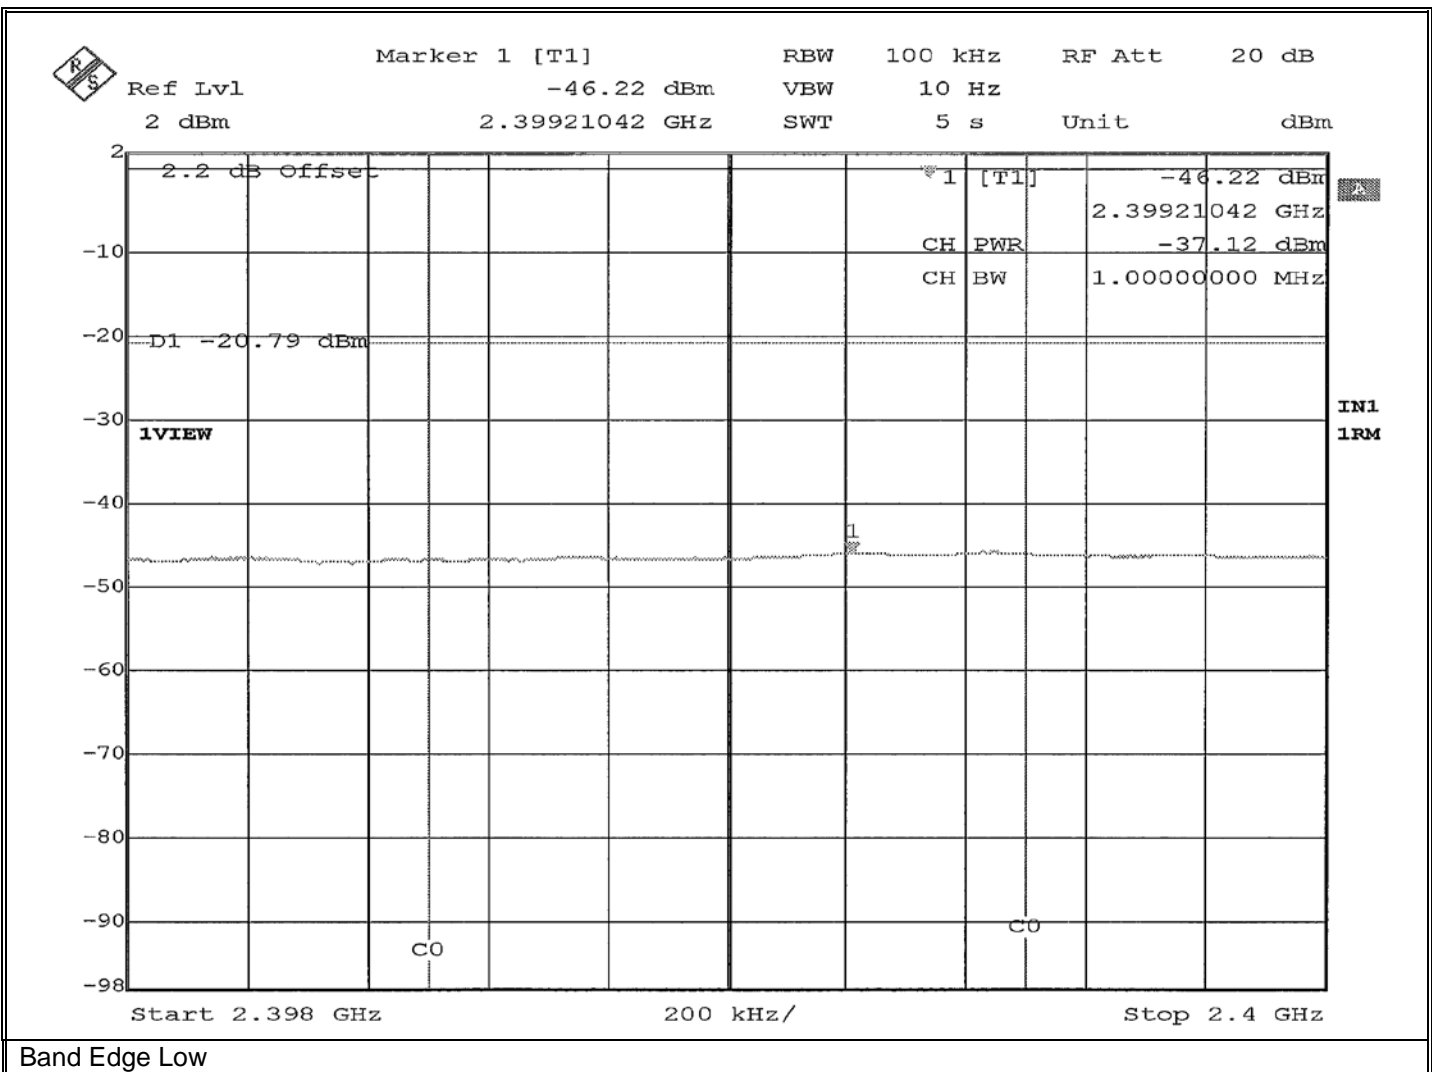 R S
Marker 1 [T1] RBW 100 kHz RF Att 20 dB
Ref Lvl -46.22 dBm VBW 10 Hz
2 dBm 2.39921042 GHz SWT 5 s Unit dBm
2
2.2 dB Offset
1 [T1] -46.22 dBm
A
2.39921042 GHz
CH PWR -37.12 dBm
-10
CH BW 1.00000000 MHz
-20
D1 -20.79 dBm
-30
IN1
1VIEW
1RM
-40
1
-50
-60
-70
-80
-90
C0
C0
-98
Start 2.398 GHz 200 kHz/ Stop 2.4 GHz
Band Edge Low